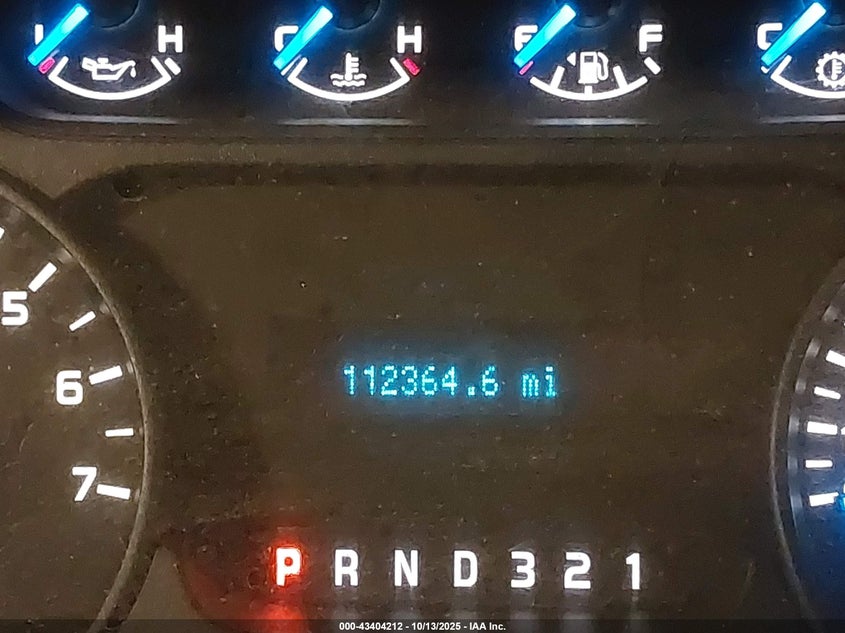 L H C H E F C
5
112364.6 mi
6
7
P R N D 3 2 1
000-43404212 - 10/13/2025 - IAA Inc.